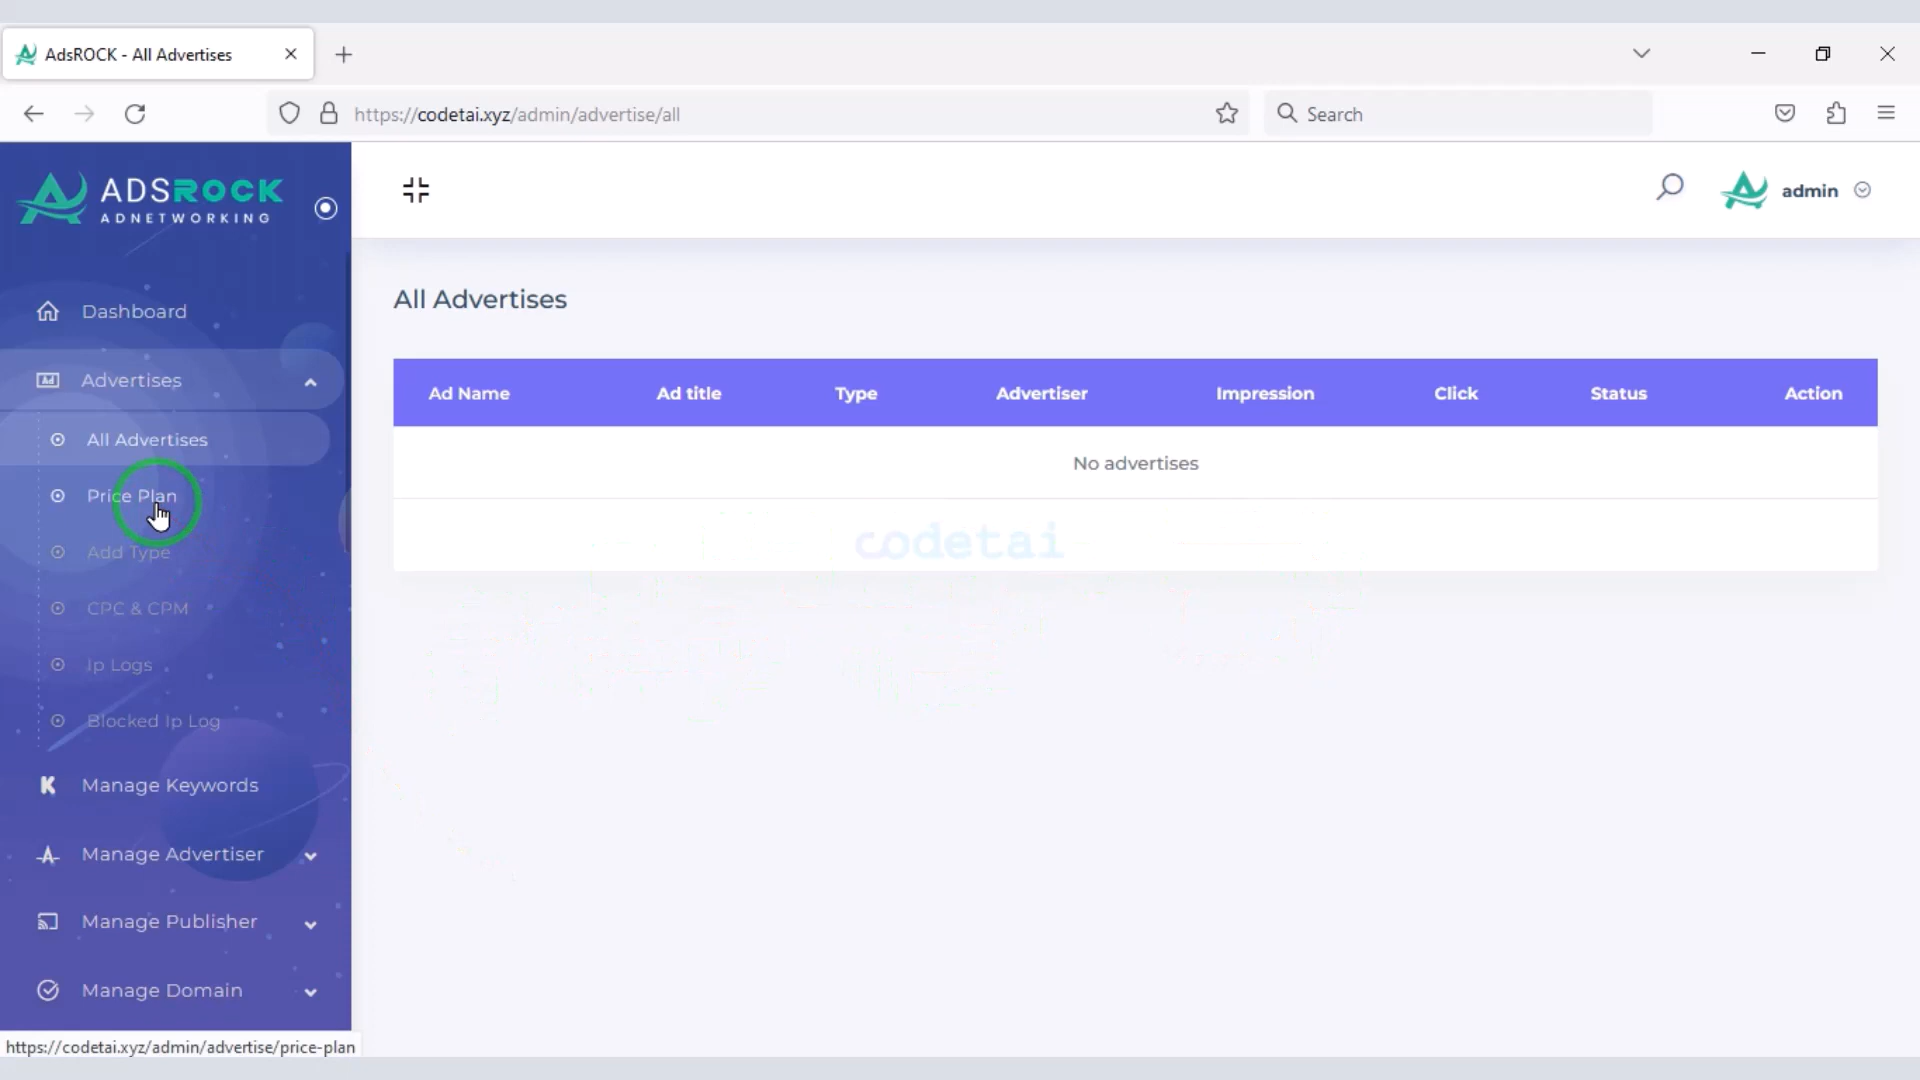 AdsROCK - All Advertises
https://codetai.xyz/admin/advertise/all
Search
ADSROCK
ADNETWORKING
admin
Dashboard
Advertises
All Advertises
Price Plan
Add Type
CPC & CPM
Ip Logs
Blocked Ip Log
Manage Keywords
Manage Advertiser
Manage Publisher
Manage Domain
All Advertises
Ad Name Ad title Type Advertiser Impression Click Status Action
No advertises
codetai
https://codetai.xyz/admin/advertise/price-plan